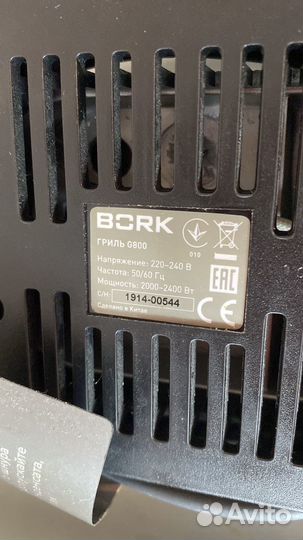 BORK
ГРИЛЬ G800
010
Напряжение: 220-240 В
Частота: 50/60 Гц
Мощность: 2000-2400 Вт
С/Н: 1914-00544
Сделано в Китае
EAC
CE
Avito